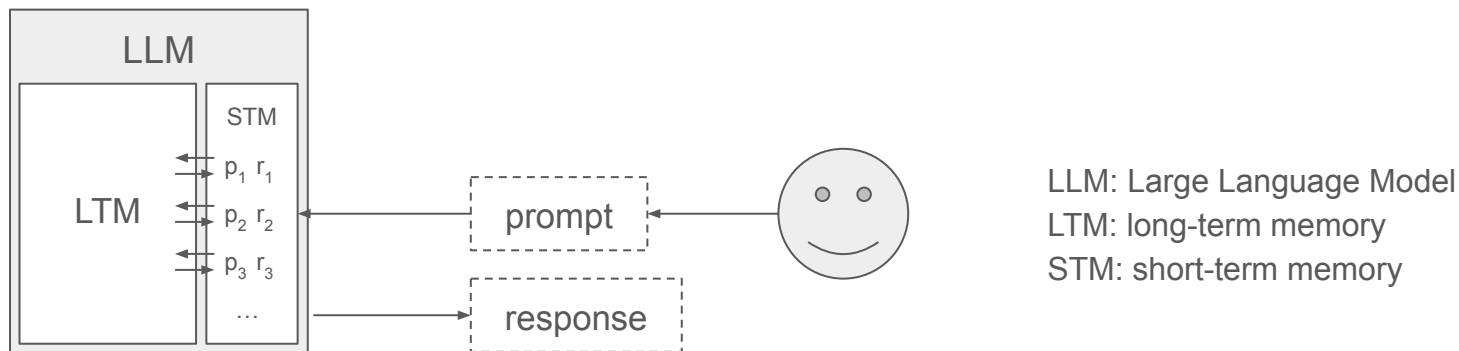 LLM
STM
p₁ r₁
LTM
p₂ r₂
p₃ r₃
...
prompt
response
LLM: Large Language Model
LTM: long-term memory
STM: short-term memory